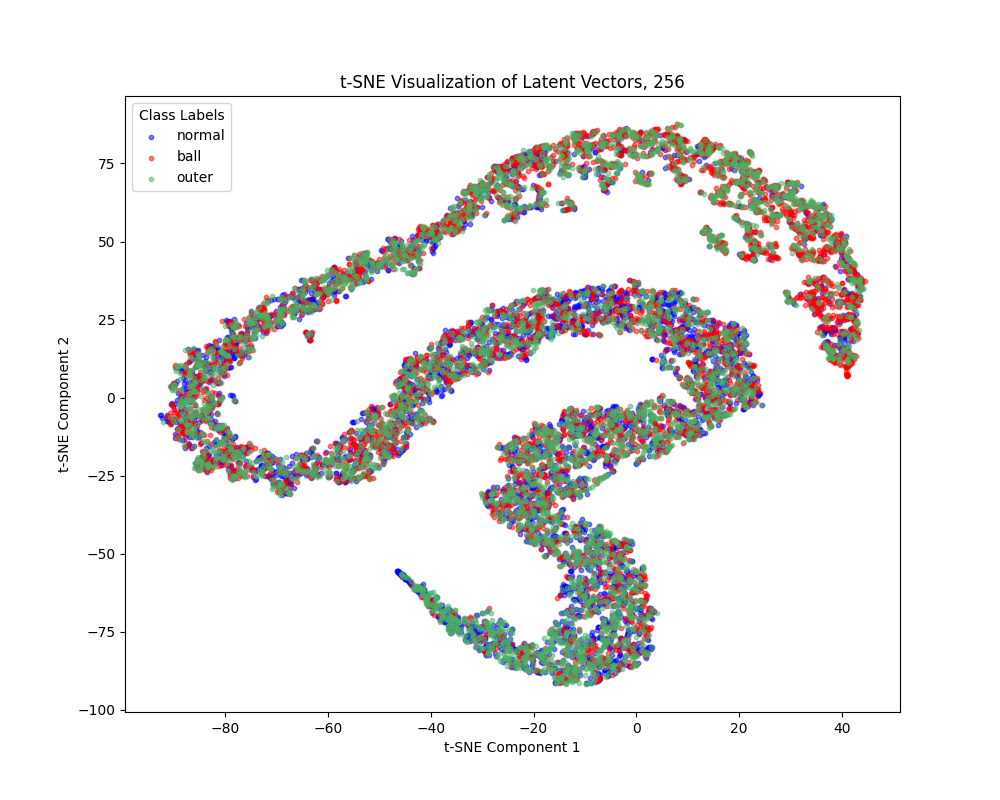 t-SNE Visualization of Latent Vectors, 256
Class Labels
normal
ball
outer
75
50
25
0
−25
−50
−75
−100
t-SNE Component 2
−80
−60
−40
−20
0
20
40
t-SNE Component 1